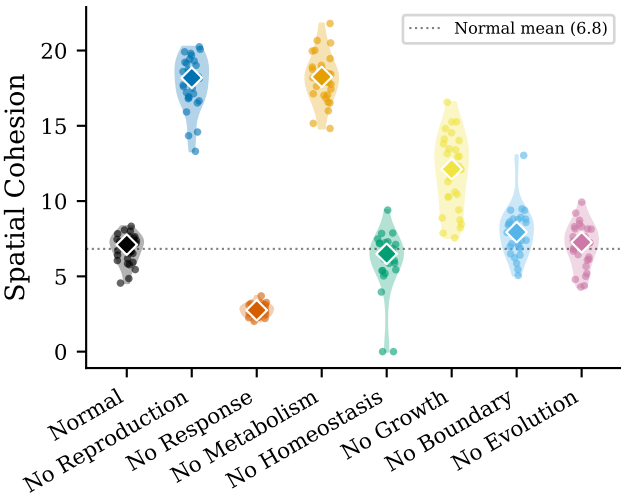 Normal mean (6.8)
Spatial Cohesion
20
15
10
5
0
Normal
No Reproduction
No Response
No Metabolism
No Homeostasis
No Growth
No Boundary
No Evolution